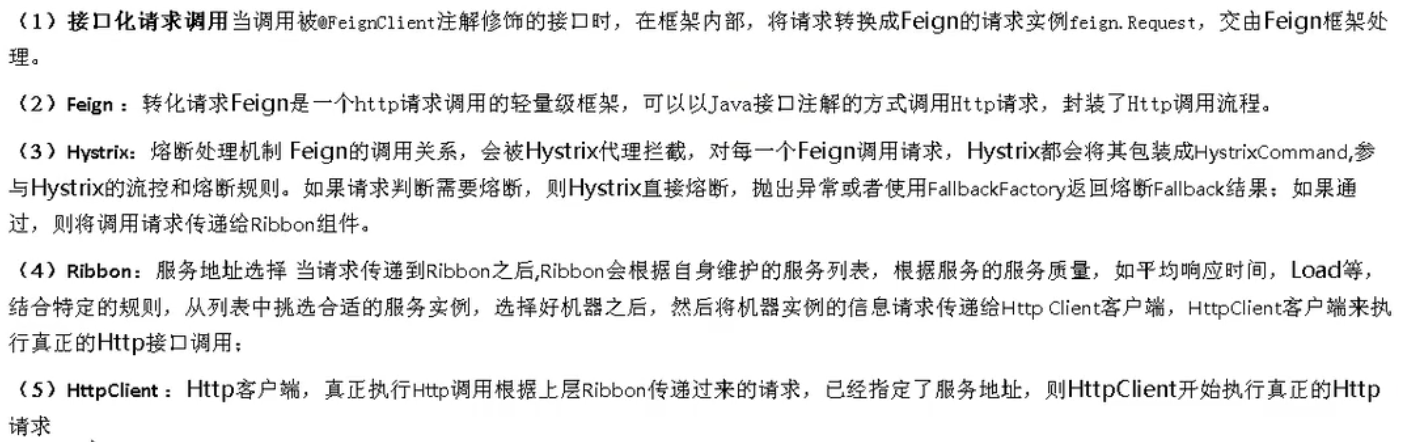 （1）接口化请求调用当调用被@FeignClient注解修饰的接口时，在框架内部，将请求转换成Feign的请求实例feign.Request，交由Feign框架处
理。
（2）Feign ：转化请求Feign是一个http请求调用的轻量级框架，可以以Java接口注解的方式调用Http请求，封装了Http调用流程。
（3）Hystrix：熔断处理机制 Feign的调用关系，会被Hystrix代理拦截，对每一个Feign调用请求，Hystrix都会将其包装成HystrixCommand,参
与Hystrix的流控和熔断规则。如果请求判断需要熔断，则Hystrix直接熔断，抛出异常或者使用FallbackFactory返回熔断Fallback结果；如果通
过，则将调用请求传递给Ribbon组件。
（4）Ribbon：服务地址选择 当请求传递到Ribbon之后,Ribbon会根据自身维护的服务列表，根据服务的服务质量，如平均响应时间，Load等，
结合特定的规则，从列表中挑选合适的服务实例，选择好机器之后，然后将机器实例的信息请求传递给Http Client客户端，HttpClient客户端来执
行真正的Http接口调用；
（5）HttpClient ：Http客户端，真正执行Http调用根据上层Ribbon传递过来的请求，已经指定了服务地址，则HttpClient开始执行真正的Http
请求